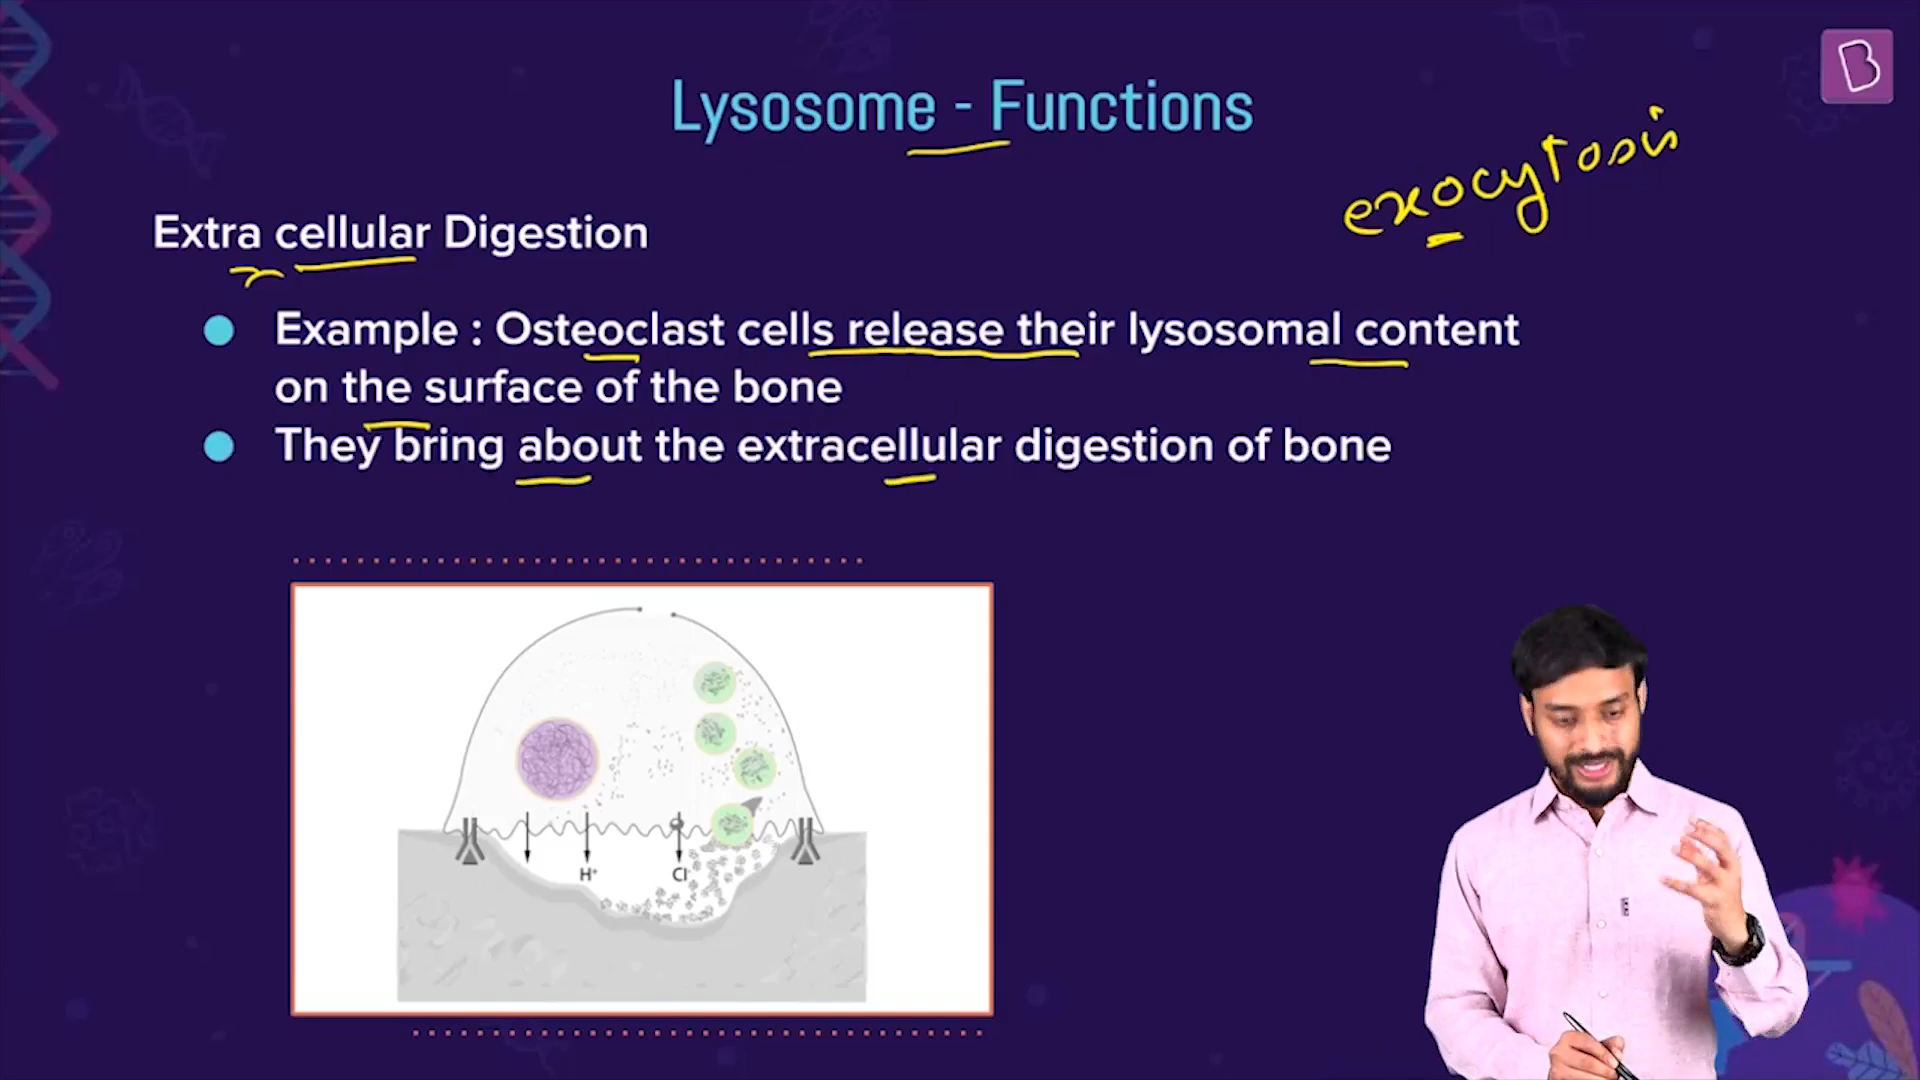 Lysosome - Functions
exocytosis
Extra cellular Digestion
Example : Osteoclast cells release their lysosomal content
on the surface of the bone
They bring about the extracellular digestion of bone
H⁺
Cl⁻
B